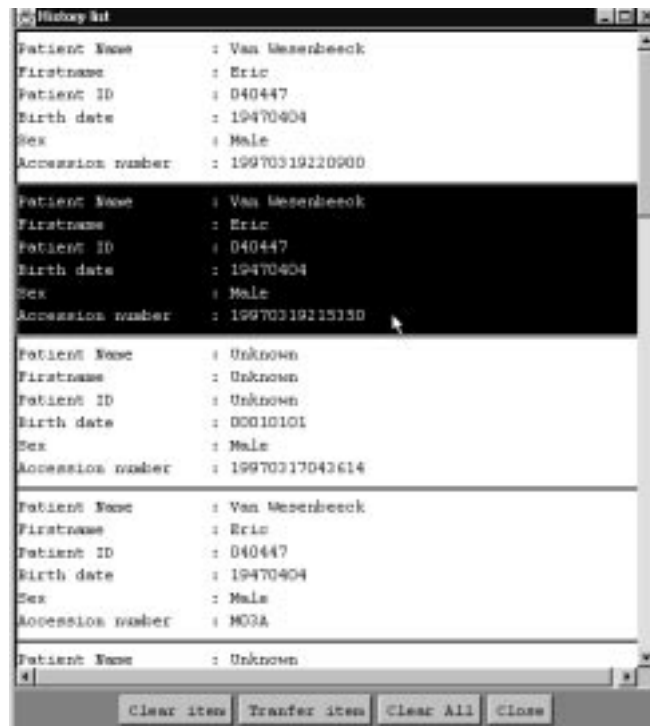 History list
Patient Name : Van Wesenbeeck
Firstname : Eric
Patient ID : 040447
Birth date : 19470404
Sex : Male
Accession number : 19970319220900
Patient Name : Van Wesenbeeck
Firstname : Eric
Patient ID : 040447
Birth date : 19470404
Sex : Male
Accession number : 19970319215350
Patient Name : Unknown
Firstname : Unknown
Patient ID : Unknown
Birth date : 00010101
Sex : Male
Accession number : 19970317043614
Patient Name : Van Wesenbeeck
Firstname : Eric
Patient ID : 040447
Birth date : 19470404
Sex : Male
Accession number : M03A
Patient Name : Unknown
Clear item Tranfer item Clear All Close